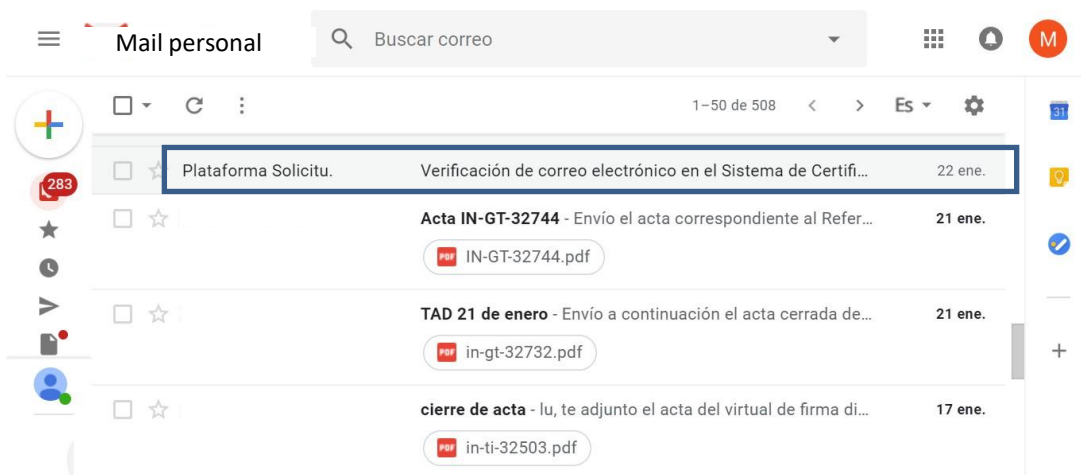 Mail personal
Buscar correo
M
1–50 de 508
Es
31
283
Plataforma Solicitu. Verificación de correo electrónico en el Sistema de Certifi... 22 ene.
Acta IN-GT-32744 - Envío el acta correspondiente al Refer... 21 ene.
PDF IN-GT-32744.pdf
TAD 21 de enero - Envío a continuación el acta cerrada de... 21 ene.
PDF in-gt-32732.pdf
cierre de acta - lu, te adjunto el acta del virtual de firma di... 17 ene.
PDF in-ti-32503.pdf